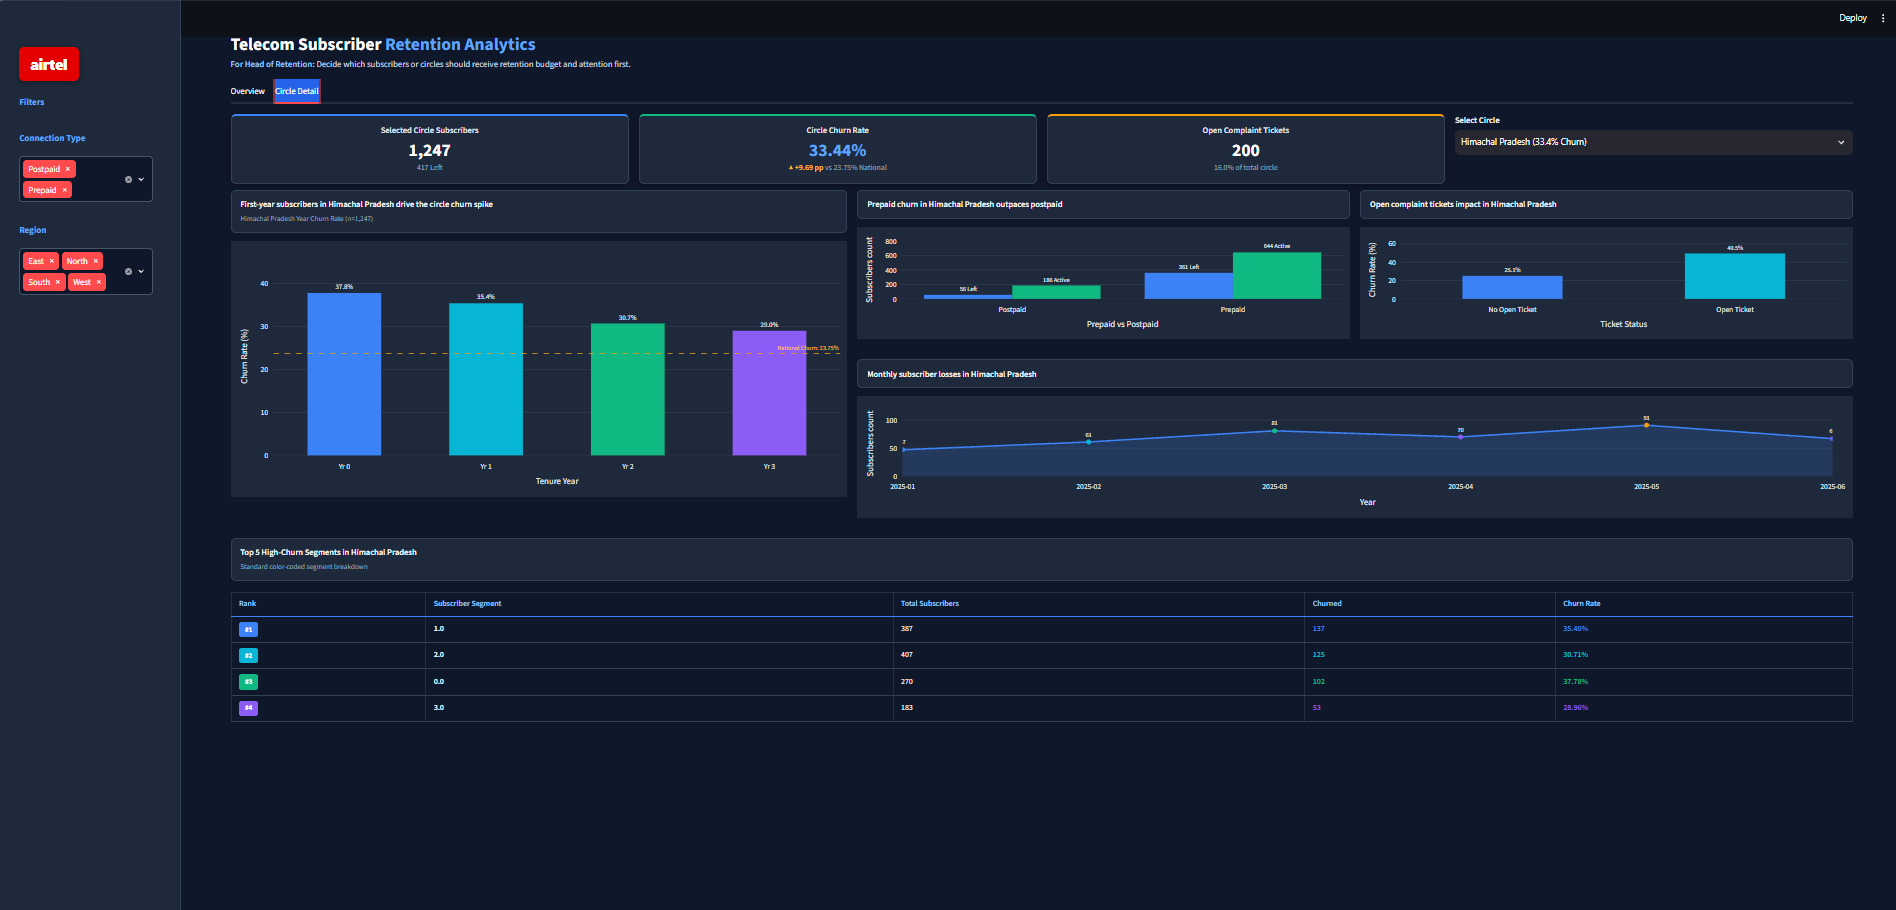 Deploy
airtel
Filters
Connection Type
Postpaid ×
Prepaid ×
Region
East ×
North ×
South ×
West ×
Telecom Subscriber Retention Analytics
For Head of Retention: Decide which subscribers or circles should receive retention budget and attention first.
Overview
Circle Detail
Selected Circle Subscribers
1,247
417 Left
Circle Churn Rate
33.44%
▲ +9.69 pp vs 23.75% National
Open Complaint Tickets
200
16.0% of total circle
Select Circle
Himachal Pradesh (33.4% Churn)
First-year subscribers in Himachal Pradesh drive the circle churn spike
Himachal Pradesh Year Churn Rate (n=1,247)
Churn Rate (%)
40
30
20
10
0
37.8%
35.4%
30.7%
29.0%
National Churn: 23.75%
Yr 0
Yr 1
Yr 2
Yr 3
Tenure Year
Prepaid churn in Himachal Pradesh outpaces postpaid
Subscribers count
800
600
400
200
0
56 Left
186 Active
361 Left
644 Active
Postpaid
Prepaid
Prepaid vs Postpaid
Open complaint tickets impact in Himachal Pradesh
Churn Rate (%)
60
40
20
0
25.1%
No Open Ticket
Open Ticket
Ticket Status
Monthly subscriber losses in Himachal Pradesh
Subscribers count
100
50
0
7
61
81
70
91
6
2025-01
2025-02
2025-03
2025-04
2025-05
2025-06
Year
Top 5 High-Churn Segments in Himachal Pradesh
Standard color-coded segment breakdown
Rank
Subscriber Segment
Total Subscribers
Churned
Churn Rate
#1
1.0
387
137
35.40%
#2
2.0
407
125
30.71%
#3
0.0
270
102
37.78%
#4
3.0
183
53
28.96%